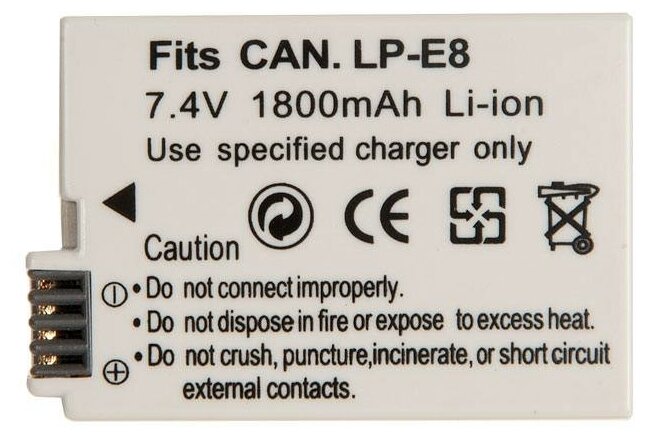 Fits CAN. LP-E8
7.4V 1800mAh Li-ion
Use specified charger only
CE
Caution
•Do not connect improperly.
•Do not dispose in fire or expose to excess heat.
•Do not crush, puncture,incinerate, or short circuit
external contacts.